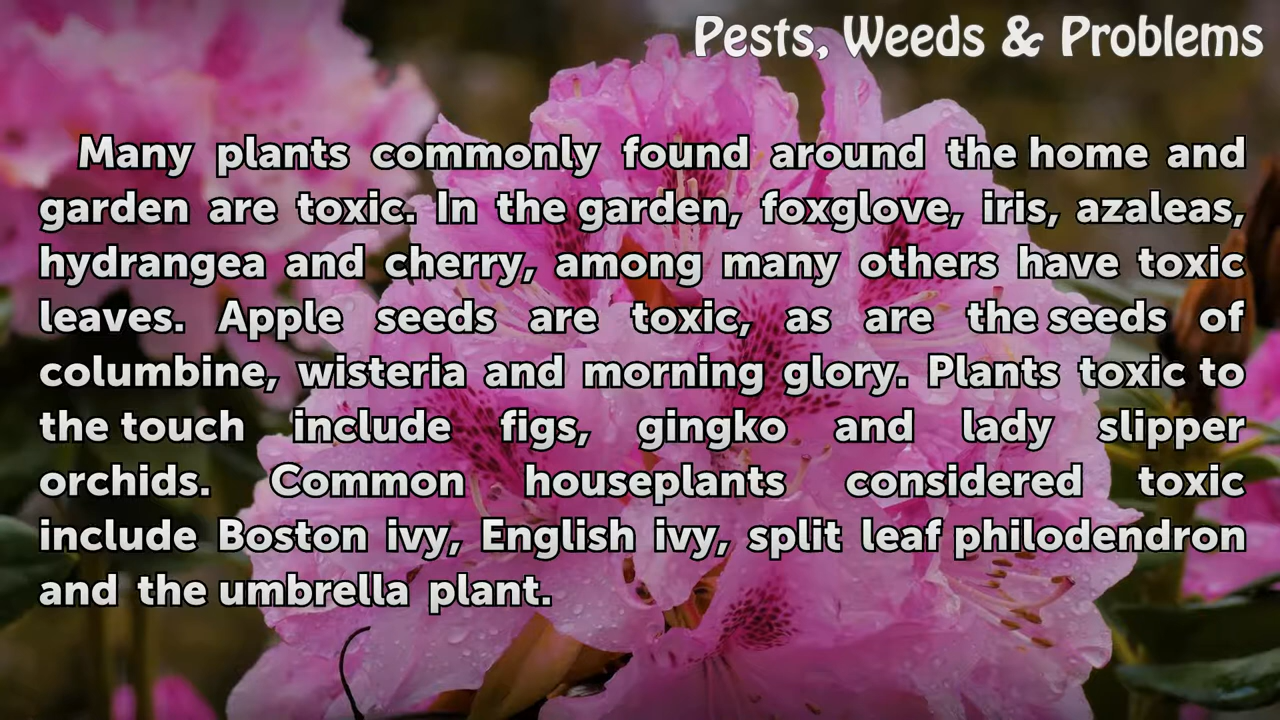 Pests, Weeds & Problems
Many plants commonly found around the home and
garden are toxic. In the garden, foxglove, iris, azaleas,
hydrangea and cherry, among many others have toxic
leaves. Apple seeds are toxic, as are the seeds of
columbine, wisteria and morning glory. Plants toxic to
the touch include figs, gingko and lady slipper
orchids. Common houseplants considered toxic
include Boston ivy, English ivy, split leaf philodendron
and the umbrella plant.